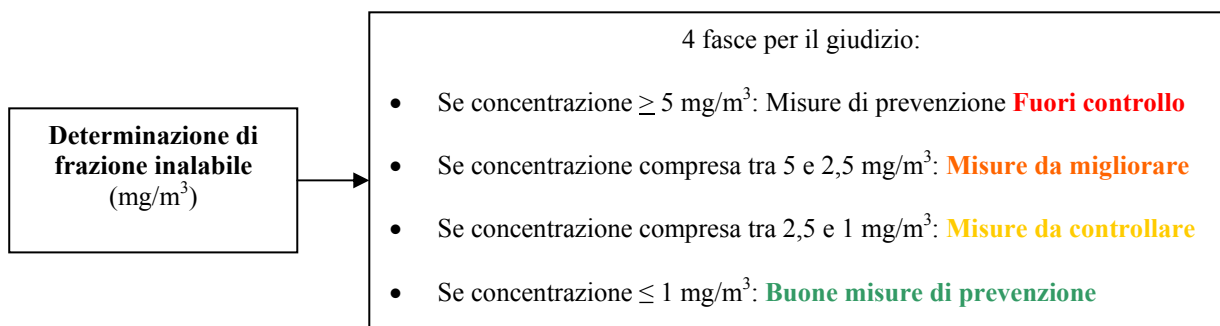 Determinazione di
frazione inalabile
(mg/m³)
4 fasce per il giudizio:
• Se concentrazione ≥ 5 mg/m³: Misure di prevenzione Fuori controllo
• Se concentrazione compresa tra 5 e 2,5 mg/m³: Misure da migliorare
• Se concentrazione compresa tra 2,5 e 1 mg/m³: Misure da controllare
• Se concentrazione ≤ 1 mg/m³: Buone misure di prevenzione